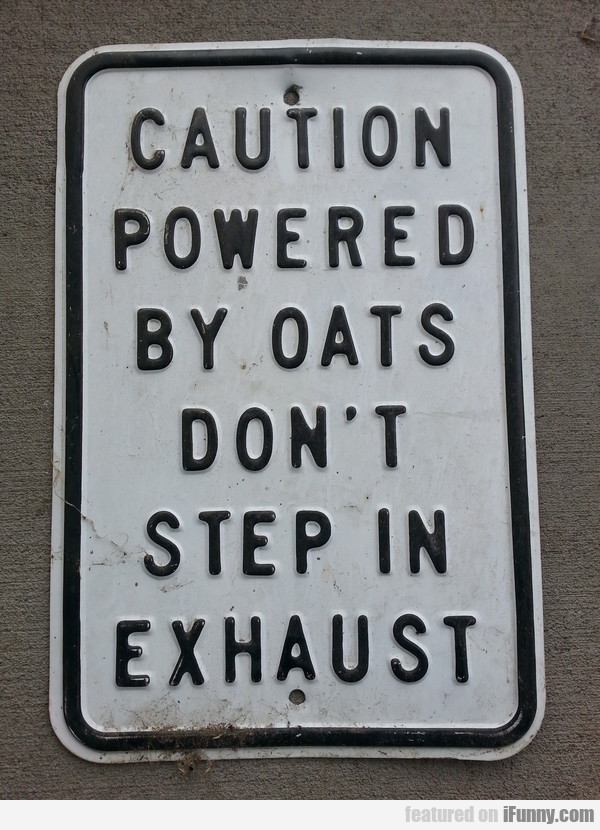 CAUTION
POWERED
BY OATS
DON'T
STEP IN
EXHAUST
featured on iFunny.com